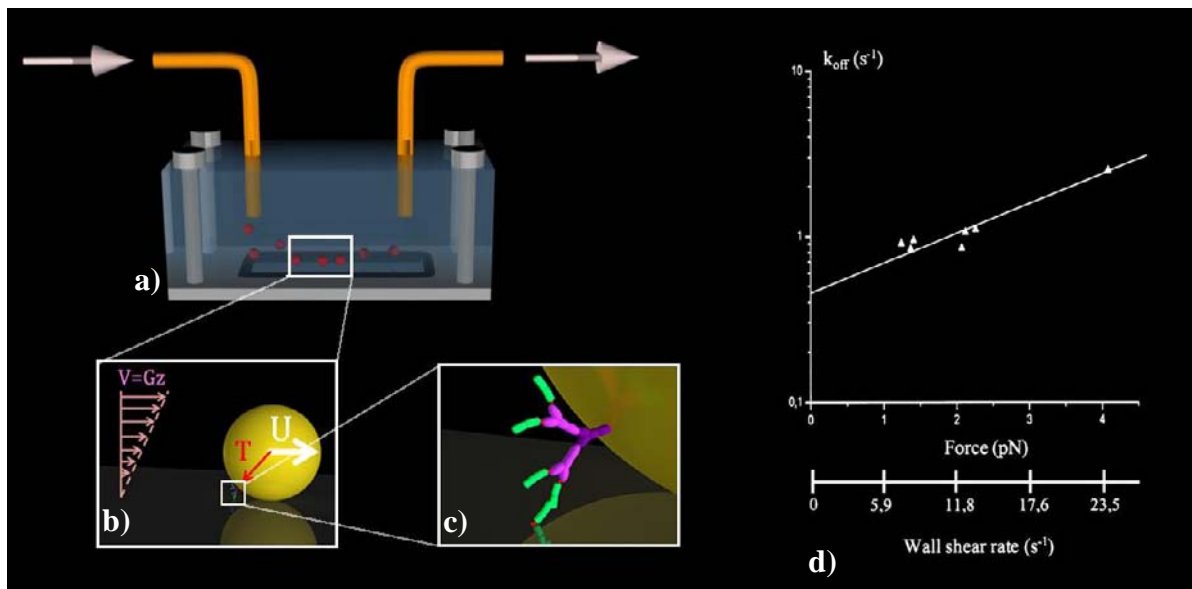 a)
V=Gz
U
T
b)
c)
k_off (s⁻¹)
10
1
0,1
0 1 2 3 4
Force (pN)
0 5,9 11,8 17,6 23,5
Wall shear rate (s⁻¹)
d)